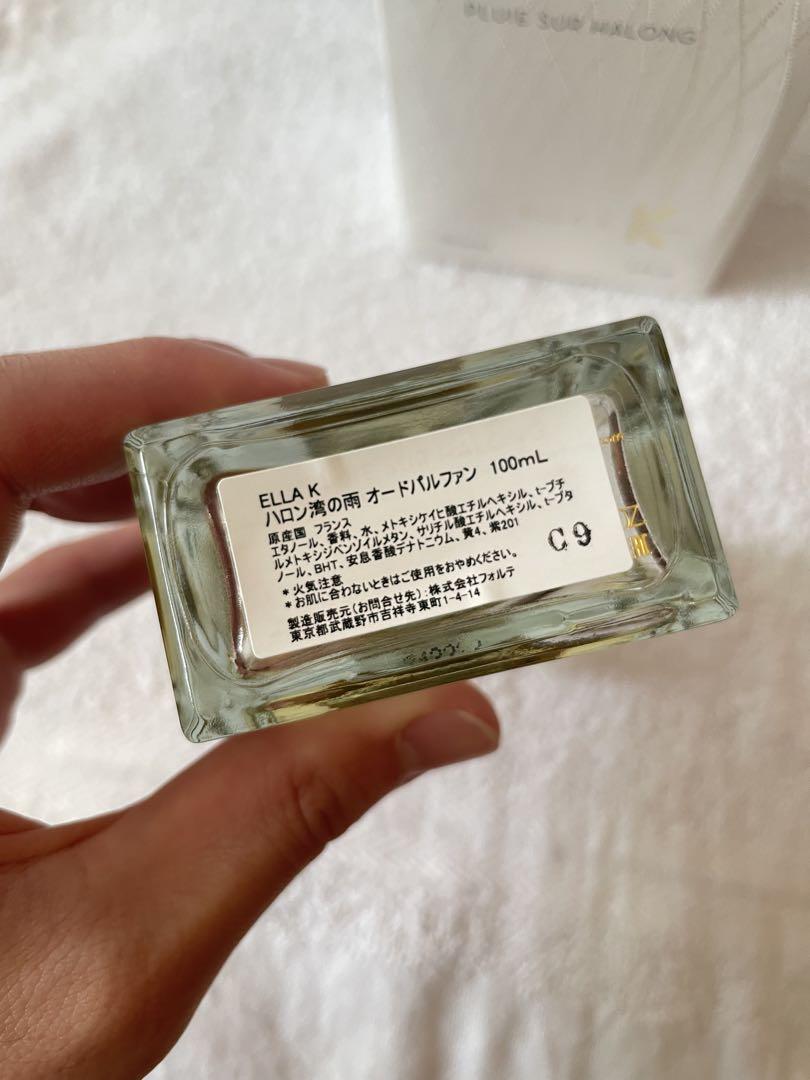 PLUIE SUR HALONG
K
ELLA K
ハロン湾の雨 オードパルファン 100mL
原産国 フランス
エタノール、香料、水、メトキシケイヒ酸エチルヘキシル、t-ブチ
ルメトキシジベンゾイルメタン、サリチル酸エチルヘキシル、t-ブタ
ノール、BHT、安息香酸デナトニウム、黄4、紫201
C9
*火気注意
*お肌に合わないときはご使用をおやめください。
製造販売元(お問合せ先):株式会社フォルテ
東京都武蔵野市吉祥寺東町1-4-14